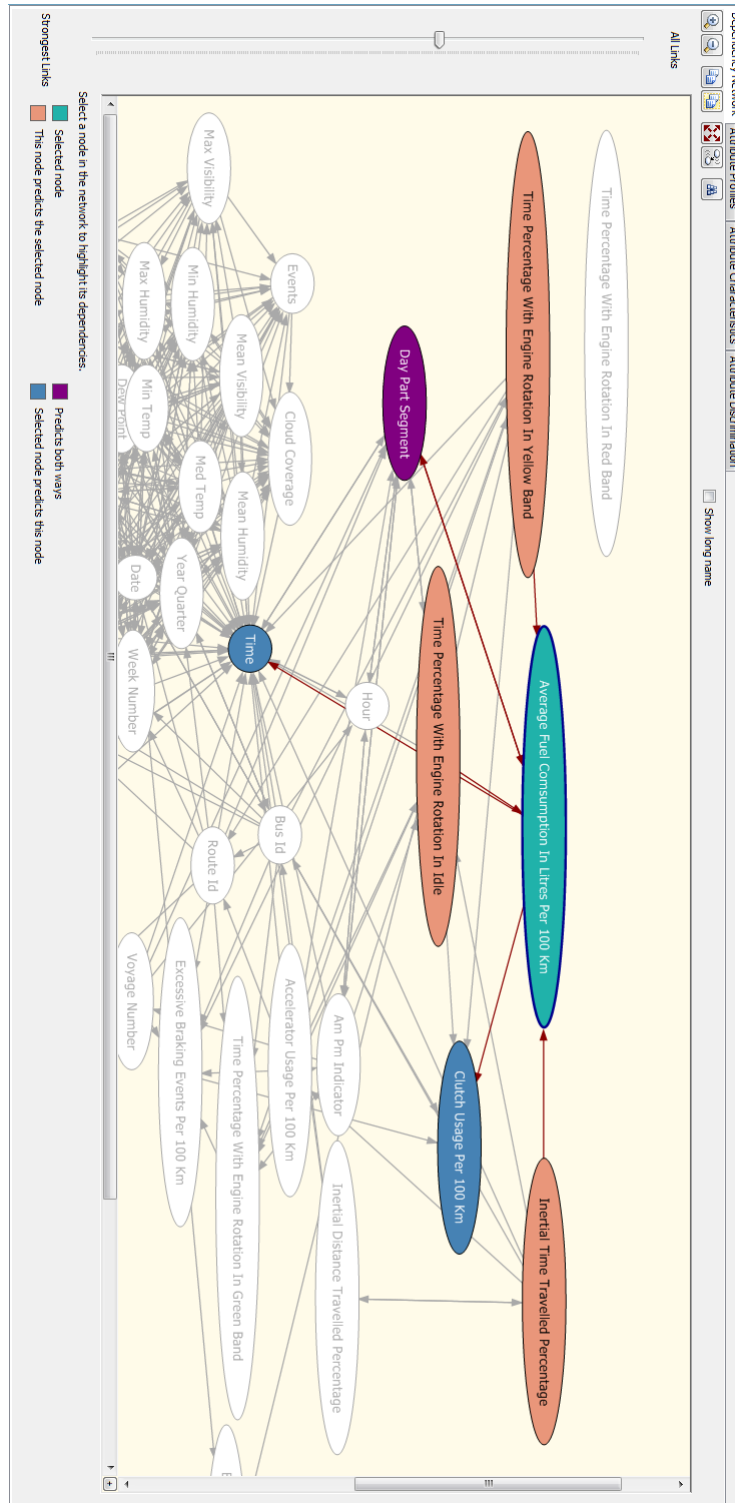 Dependency Network
Attribute Profiles
Attribute Characteristics
Attribute Discrimination
Show long name
All Links
Strongest Links
Time Percentage With Engine Rotation In Red Band
Time Percentage With Engine Rotation In Yellow Band
Average Fuel Comsumption In Litres Per 100 Km
Inertial Time Travelled Percentage
Day Part Segment
Time Percentage With Engine Rotation In Idle
Clutch Usage Per 100 Km
Hour
Am Pm Indicator
Inertial Distance Travelled Percentage
Events
Cloud Coverage
Bus Id
Accelerator Usage Per 100 Km
Time
Mean Visibility
Mean Humidity
Time Percentage With Engine Rotation In Green Band
Max Visibility
Min Humidity
Med Temp
Route Id
Year Quarter
Excessive Braking Events Per 100 Km
Max Humidity
Min Temp
Date
Week Number
Voyage Number
Dew Point
Select a node in the network to highlight its dependencies.
Selected node
Predicts both ways
This node predicts the selected node
Selected node predicts this node